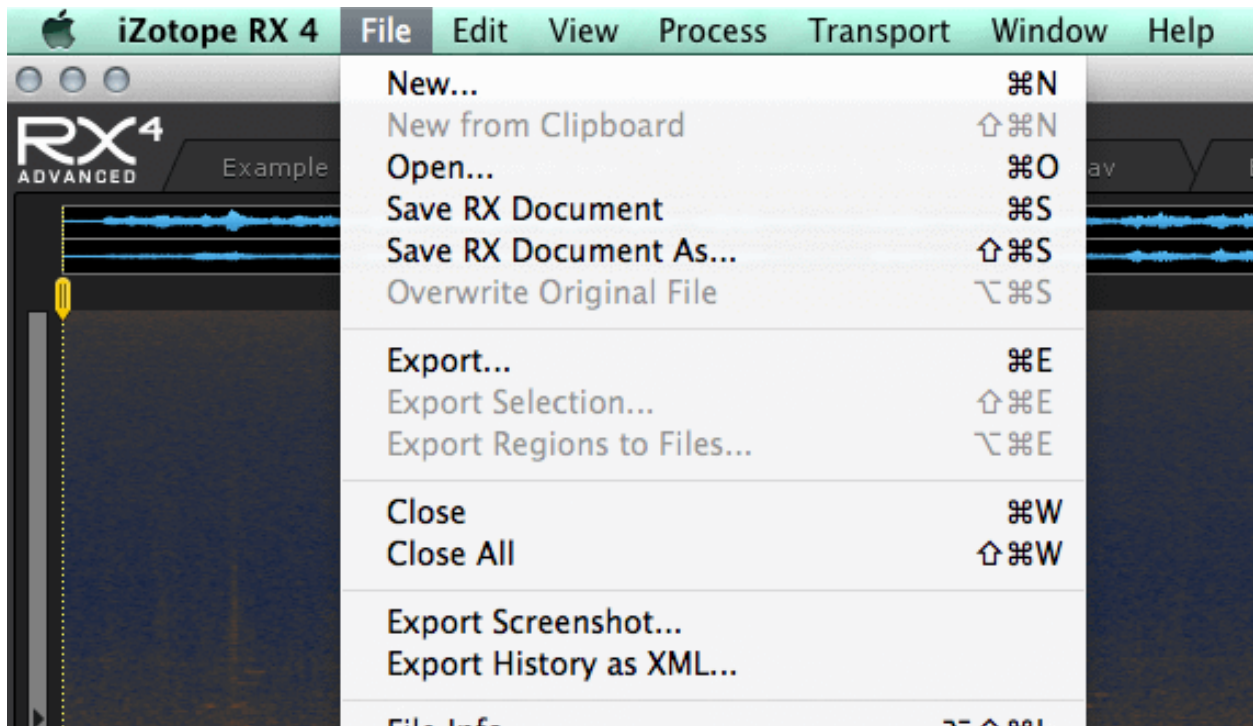 iZotope RX 4 File Edit View Process Transport Window Help
RX4
ADVANCED
Example
av
New... ⌘N
New from Clipboard ⇧⌘N
Open... ⌘O
Save RX Document ⌘S
Save RX Document As... ⇧⌘S
Overwrite Original File ⌥⌘S
Export... ⌘E
Export Selection... ⇧⌘E
Export Regions to Files... ⌥⌘E
Close ⌘W
Close All ⇧⌘W
Export Screenshot...
Export History as XML...
File Info